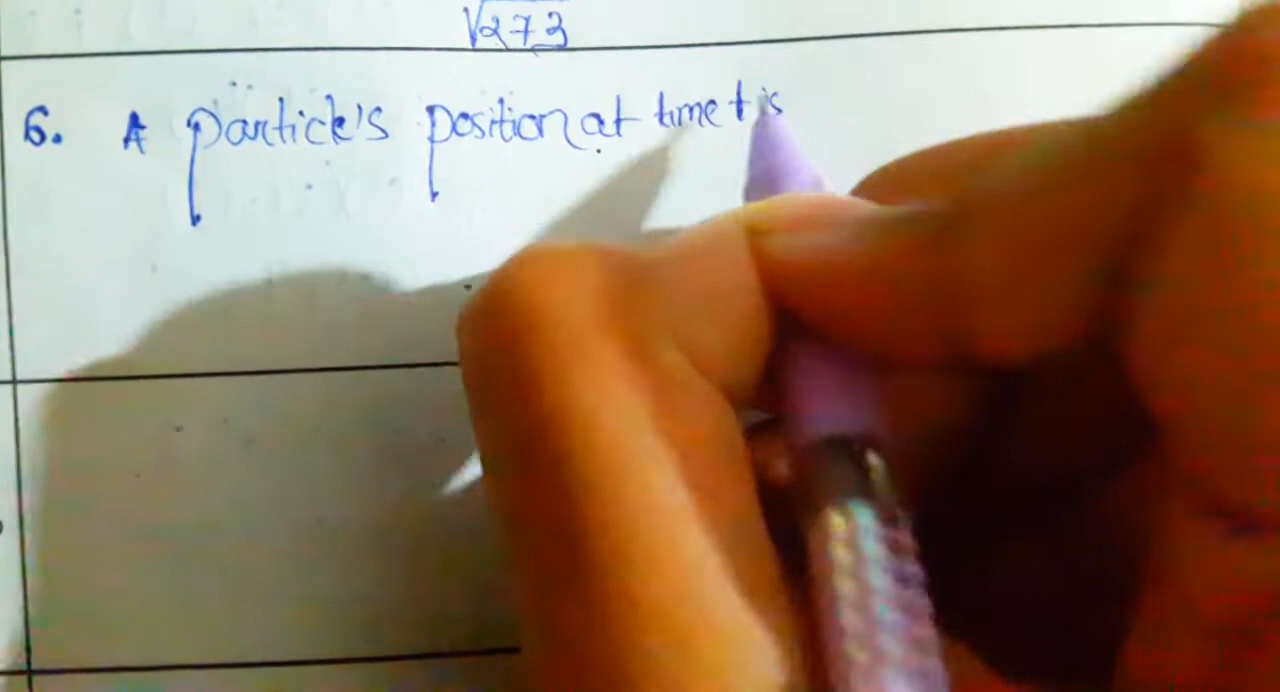 √273
6. A particle's position at time t is